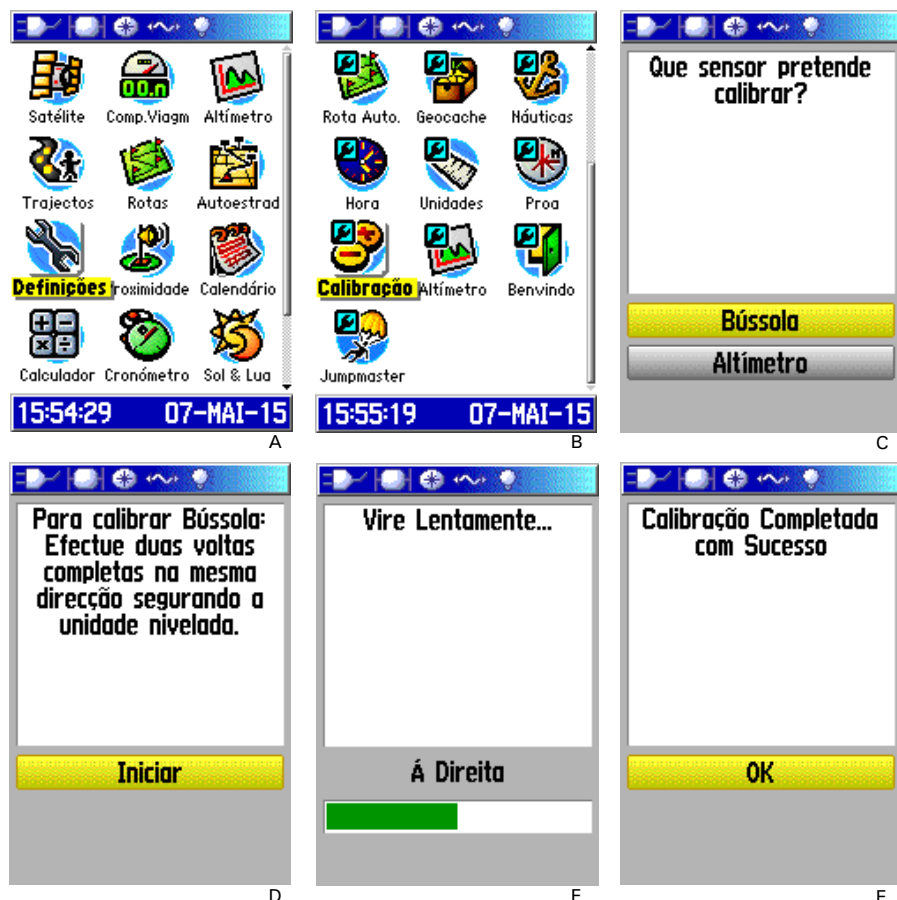 Satélite Comp.Viagm Altímetro
Trajectos Rotas Autoestrad
Definições roximidade Calendário
Calculador Cronómetro Sol & Lua
15:54:29 07-MAI-15
A
Rota Auto. Geocache Náuticas
Hora Unidades Proa
Calibração Altímetro Benvindo
Jumpmaster
15:55:19 07-MAI-15
B
Que sensor pretende
calibrar?
Bússola
Altímetro
C
Para calibrar Bússola:
Efectue duas voltas
completas na mesma
direcção segurando a
unidade nivelada.
Iniciar
D
Vire Lentamente...
Á Direita
E
Calibração Completada
com Sucesso
OK
F